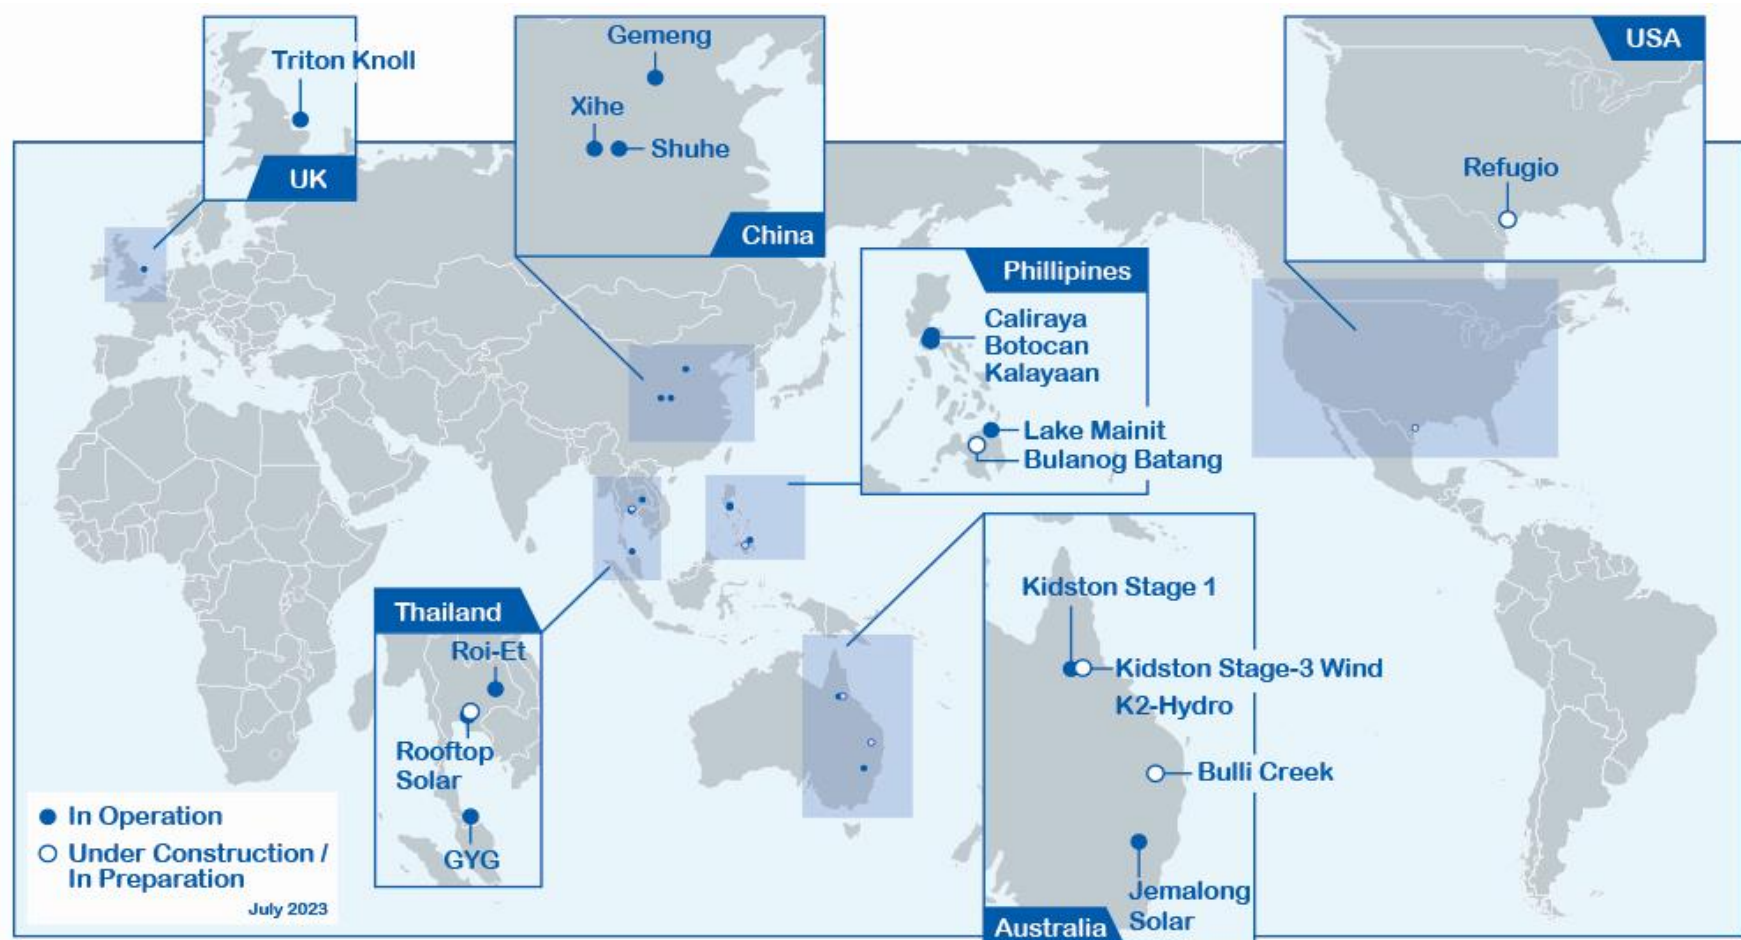 Triton Knoll
UK
Gemeng
Xihe
Shuhe
China
USA
Refugio
Phillipines
Caliraya
Botocan
Kalayaan
Lake Mainit
Bulanog Batang
Thailand
Roi-Et
Rooftop
Solar
GYG
Kidston Stage 1
Kidston Stage-3 Wind
K2-Hydro
Bulli Creek
Jemalong
Solar
Australia
In Operation
Under Construction /
In Preparation
July 2023